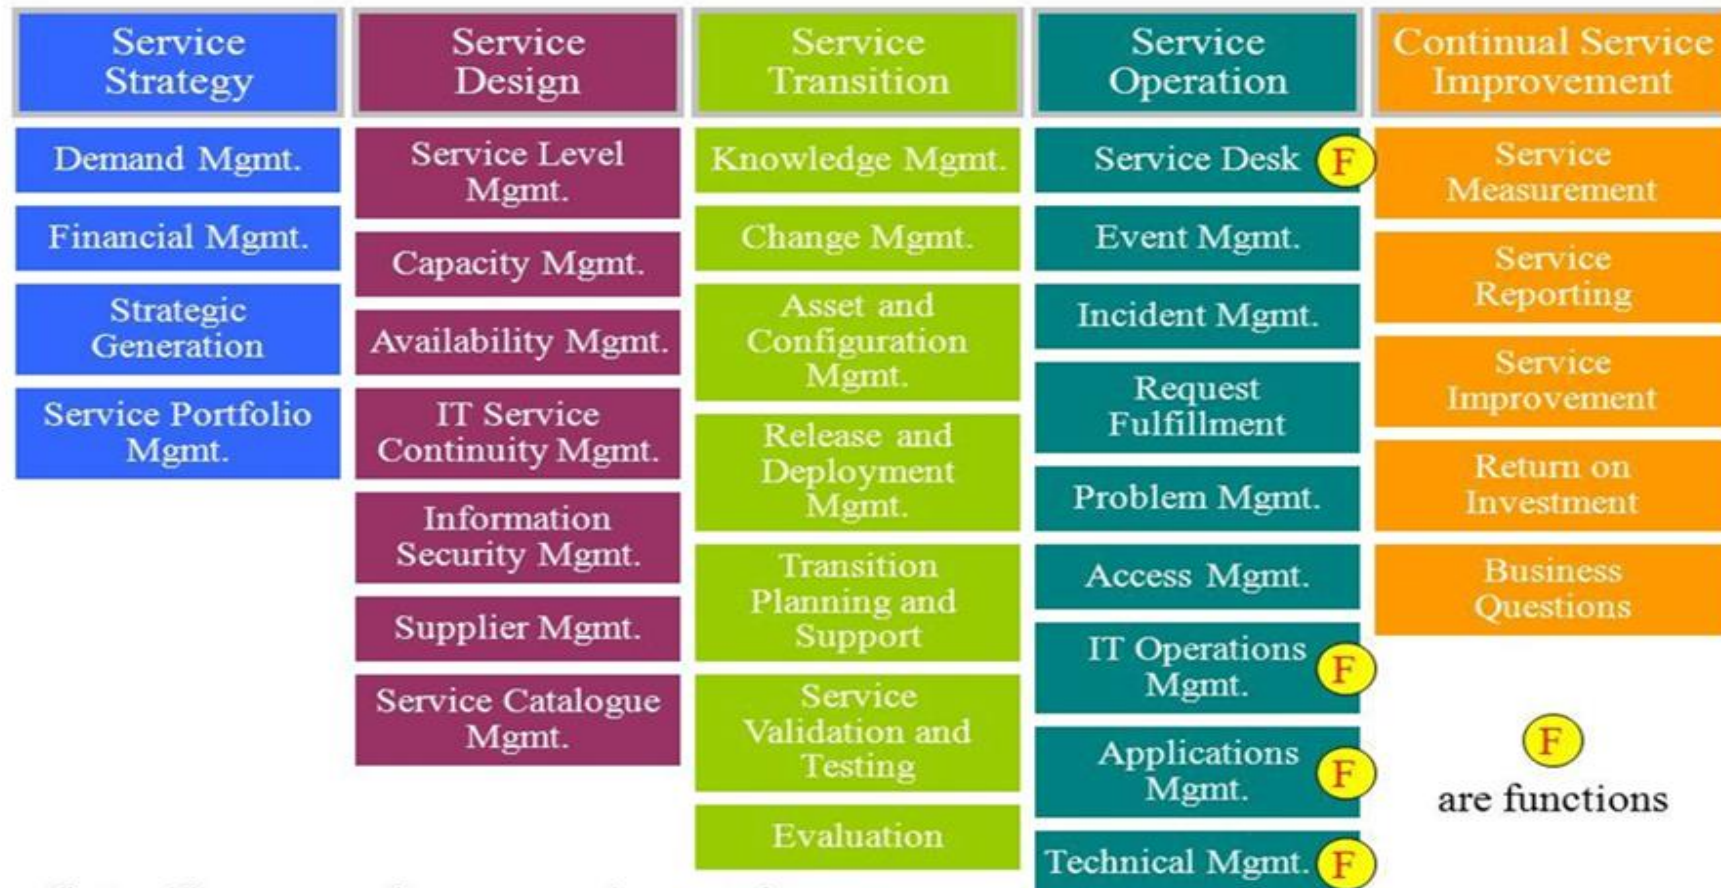 Service
Strategy
Demand Mgmt.
Financial Mgmt.
Strategic
Generation
Service Portfolio
Mgmt.
Service
Design
Service Level
Mgmt.
Capacity Mgmt.
Availability Mgmt.
IT Service
Continuity Mgmt.
Information
Security Mgmt.
Supplier Mgmt.
Service Catalogue
Mgmt.
Service
Transition
Knowledge Mgmt.
Change Mgmt.
Asset and
Configuration
Mgmt.
Release and
Deployment
Mgmt.
Transition
Planning and
Support
Service
Validation and
Testing
Evaluation
Service
Operation
Service Desk F
Event Mgmt.
Incident Mgmt.
Request
Fulfillment
Problem Mgmt.
Access Mgmt.
IT Operations
Mgmt. F
Applications
Mgmt. F
Technical Mgmt. F
Continual Service
Improvement
Service
Measurement
Service
Reporting
Service
Improvement
Return on
Investment
Business
Questions
F
are functions